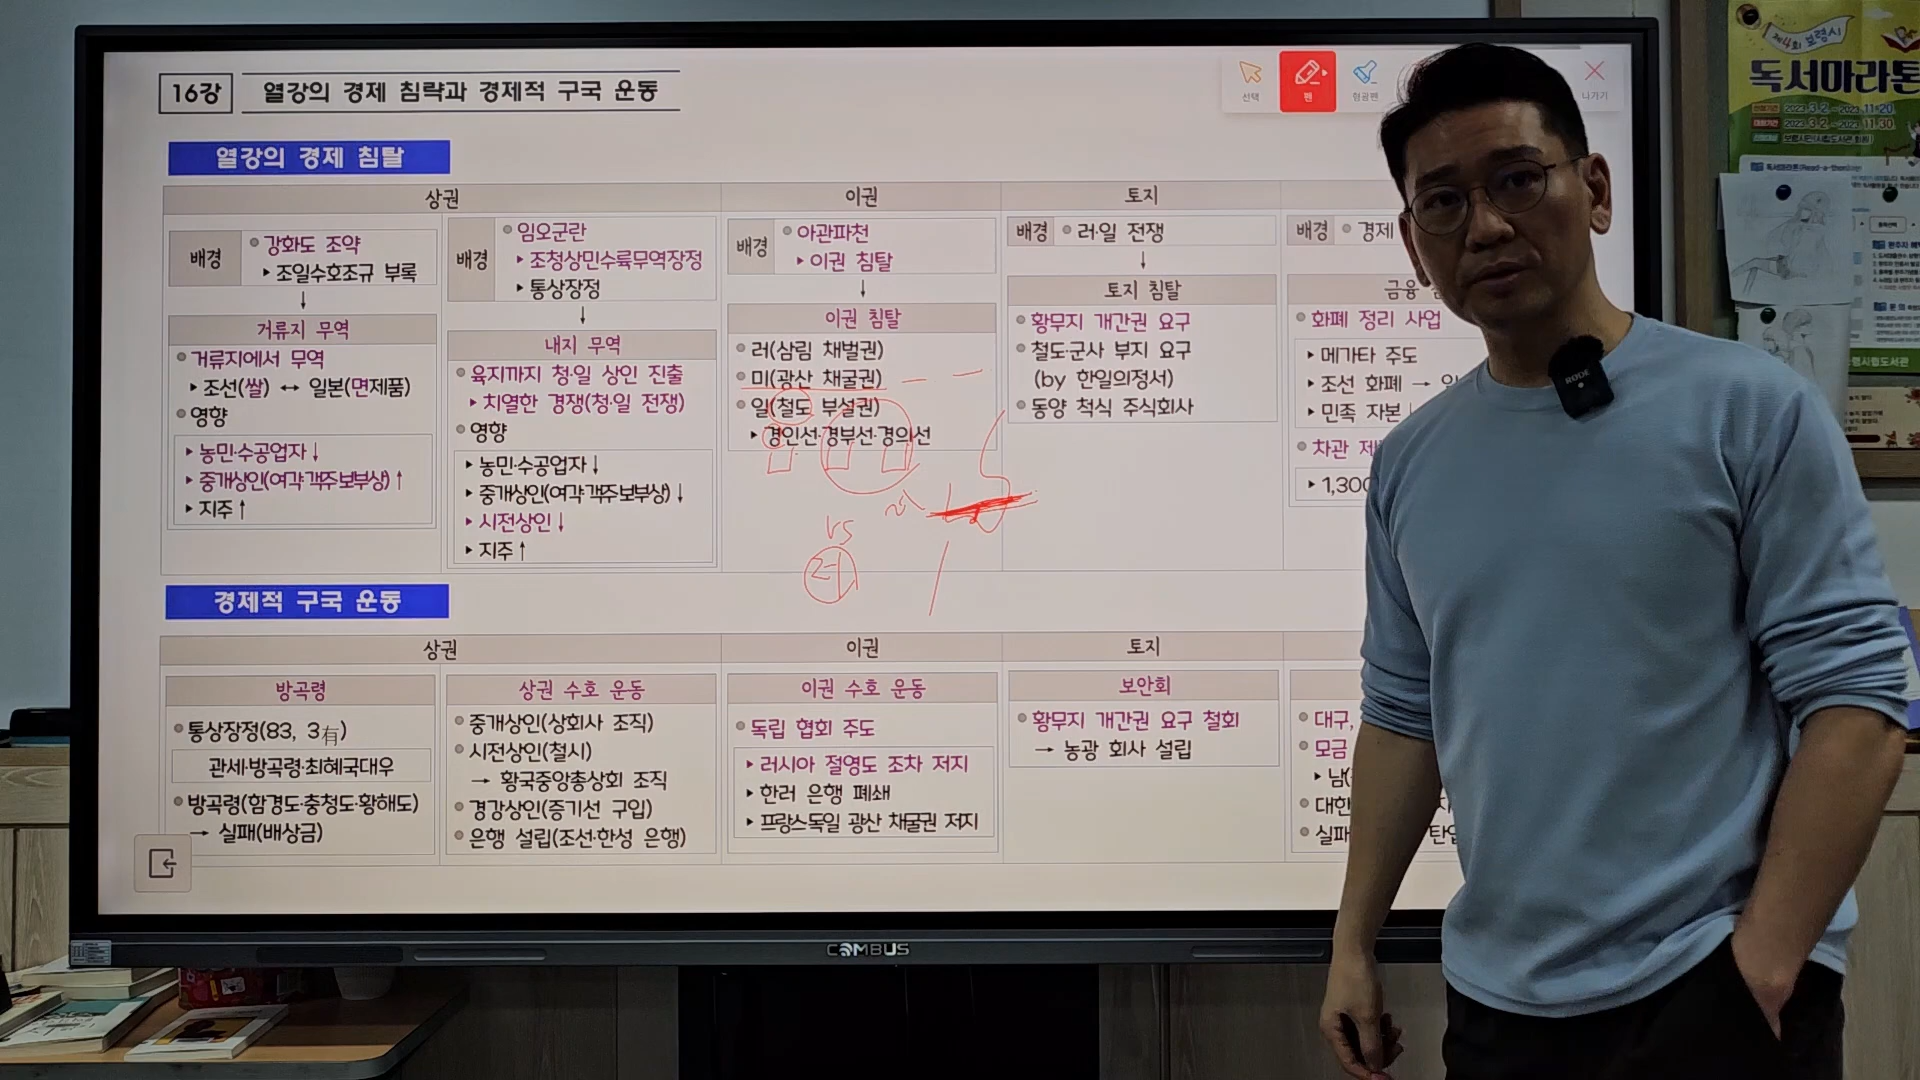 16강 열강의 경제 침략과 경제적 구국 운동
선택 펜 형광펜 나가기
열강의 경제 침탈
상권 이권 토지
배경
강화도 조약
▸ 조일수호조규 부록
↓
거류지 무역
거류지에서 무역
▸ 조선(쌀) ↔ 일본(면제품)
영향
▸ 농민·수공업자↓
▸ 중개상인(여각·객주·보부상)↑
▸ 지주↑
배경
임오군란
▸ 조청상민수륙무역장정
▸ 통상장정
↓
내지 무역
육지까지 청·일 상인 진출
▸ 치열한 경쟁(청·일 전쟁)
영향
▸ 농민·수공업자↓
▸ 중개상인(여각·객주·보부상)↓
▸ 시전상인↓
▸ 지주↑
배경
아관파천
▸ 이권 침탈
↓
이권 침탈
러(삼림 채벌권)
미(광산 채굴권)
일(철도 부설권)
▸ 경인선·경부선·경의선
vs
배경
러·일 전쟁
↓
토지 침탈
황무지 개간권 요구
철도·군사 부지 요구
(by 한일의정서)
동양 척식 주식회사
배경
경제
금융
화폐 정리 사업
▸ 메가타 주도
▸ 조선 화폐 →
▸ 민족 자본
차관
▸ 1,300
경제적 구국 운동
상권 이권 토지
방곡령
통상장정(83, 3有)
관세·방곡령·최혜국대우
방곡령(함경도·충청도·황해도)
→ 실패(배상금)
상권 수호 운동
중개상인(상회사 조직)
시전상인(철시)
→ 황국중앙총상회 조직
경강상인(증기선 구입)
은행 설립(조선·한성 은행)
이권 수호 운동
독립 협회 주도
▸ 러시아 절영도 조차 저지
▸ 한러 은행 폐쇄
▸ 프랑스독일 광산 채굴권 저지
보안회
황무지 개간권 요구 철회
→ 농광 회사 설립
대구,
모금
▸ 남
대한
실패
COMBUS
RODE
제4회 보령시
독서마라톤
2023. 3. 2. ~ 2023. 11. 20.
2023. 3. 2. ~ 2023. 11. 30.